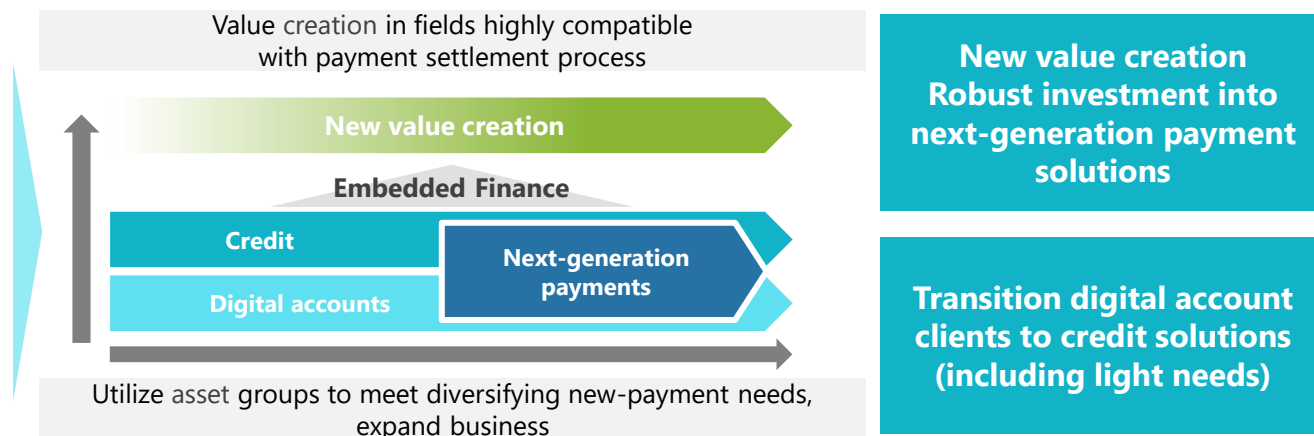 Value creation in fields highly compatible
with payment settlement process
New value creation
Embedded Finance
Credit
Digital accounts
Next-generation
payments
Utilize asset groups to meet diversifying new-payment needs,
expand business
New value creation
Robust investment into
next-generation payment
solutions
Transition digital account
clients to credit solutions
(including light needs)